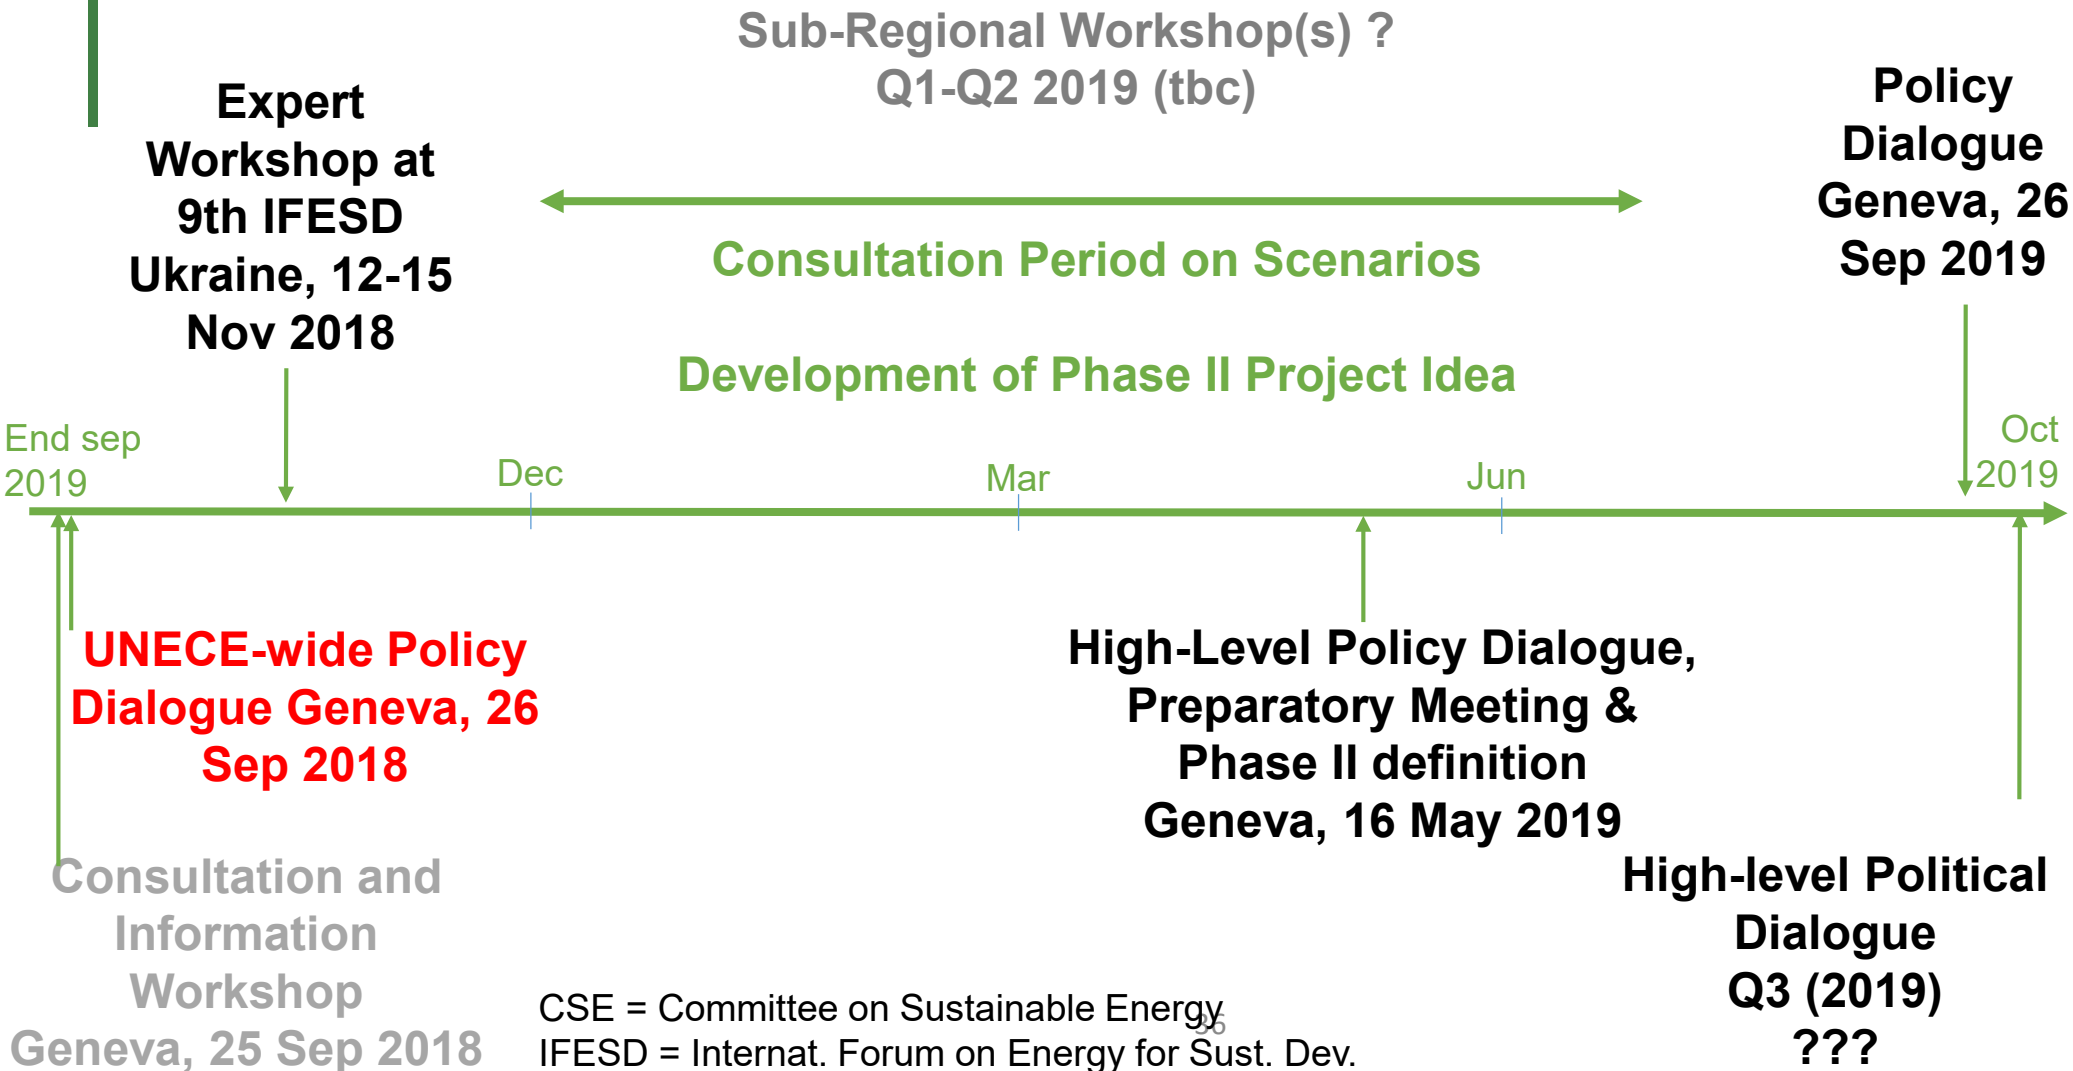 Sub-Regional Workshop(s) ?
Q1-Q2 2019 (tbc)
Expert
Workshop at
9th IFESD
Ukraine, 12-15
Nov 2018
Policy
Dialogue
Geneva, 26
Sep 2019
Consultation Period on Scenarios
Development of Phase II Project Idea
End sep
2019
Dec
Mar
Jun
Oct
2019
UNECE-wide Policy
Dialogue Geneva, 26
Sep 2018
High-Level Policy Dialogue,
Preparatory Meeting &
Phase II definition
Geneva, 16 May 2019
Consultation and
Information
Workshop
Geneva, 25 Sep 2018
High-level Political
Dialogue
Q3 (2019)
???
CSE = Committee on Sustainable Energy
36
IFESD = Internat. Forum on Energy for Sust. Dev.